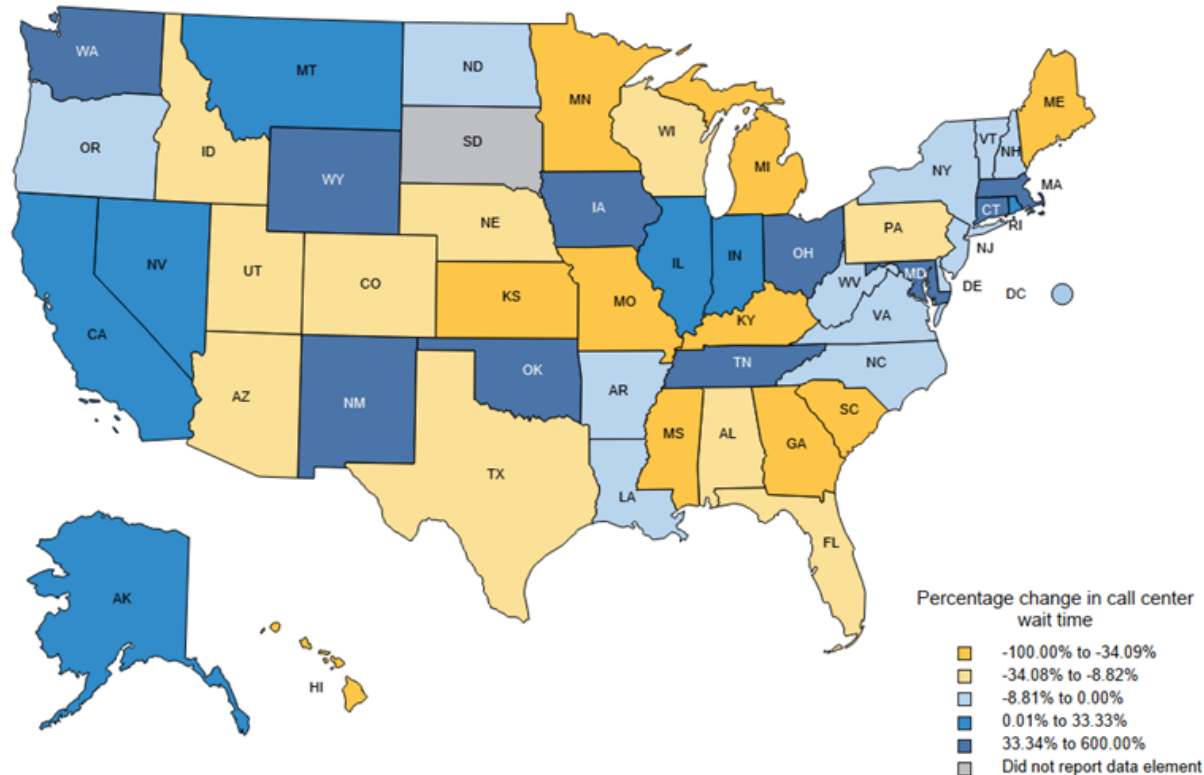 WA
MT
ND
MN
ME
OR
ID
SD
WI
VT
NH
NY
MI
WY
MA
CT
RI
IA
NE
PA
NJ
NV
UT
CO
IL
IN
OH
MD
DE
DC
WV
VA
KS
MO
KY
CA
TN
NC
OK
AR
AZ
NM
SC
MS
AL
GA
TX
LA
FL
AK
HI
Percentage change in call center
wait time
-100.00% to -34.09%
-34.08% to -8.82%
-8.81% to 0.00%
0.01% to 33.33%
33.34% to 600.00%
Did not report data element